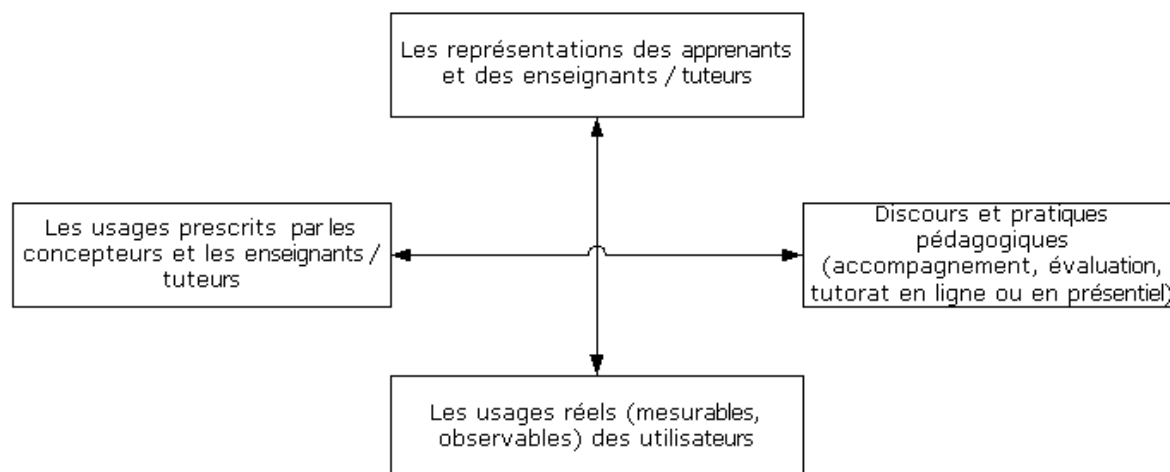 Les représentations des apprenants
et des enseignants / tuteurs
Les usages prescrits par les
concepteurs et les enseignants /
tuteurs
Discours et pratiques
pédagogiques
(accompagnement, évaluation,
tutorat en ligne ou en présentiel)
Les usages réels (mesurables,
observables) des utilisateurs